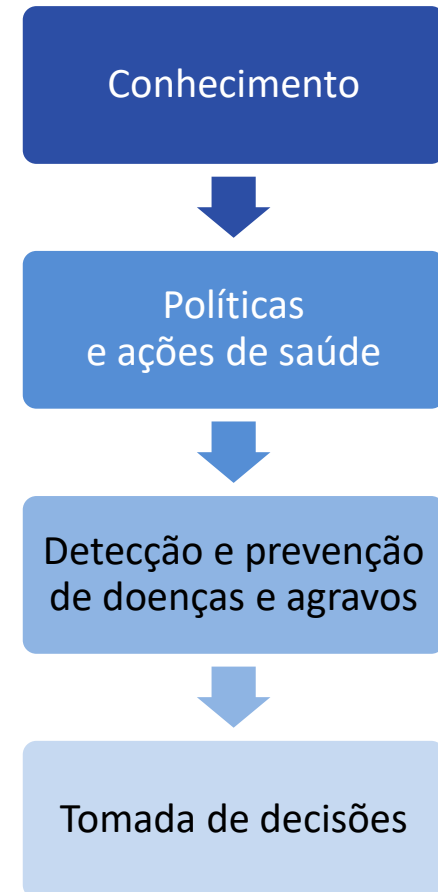 Conhecimento
Políticas
e ações de saúde
Detecção e prevenção
de doenças e agravos
Tomada de decisões